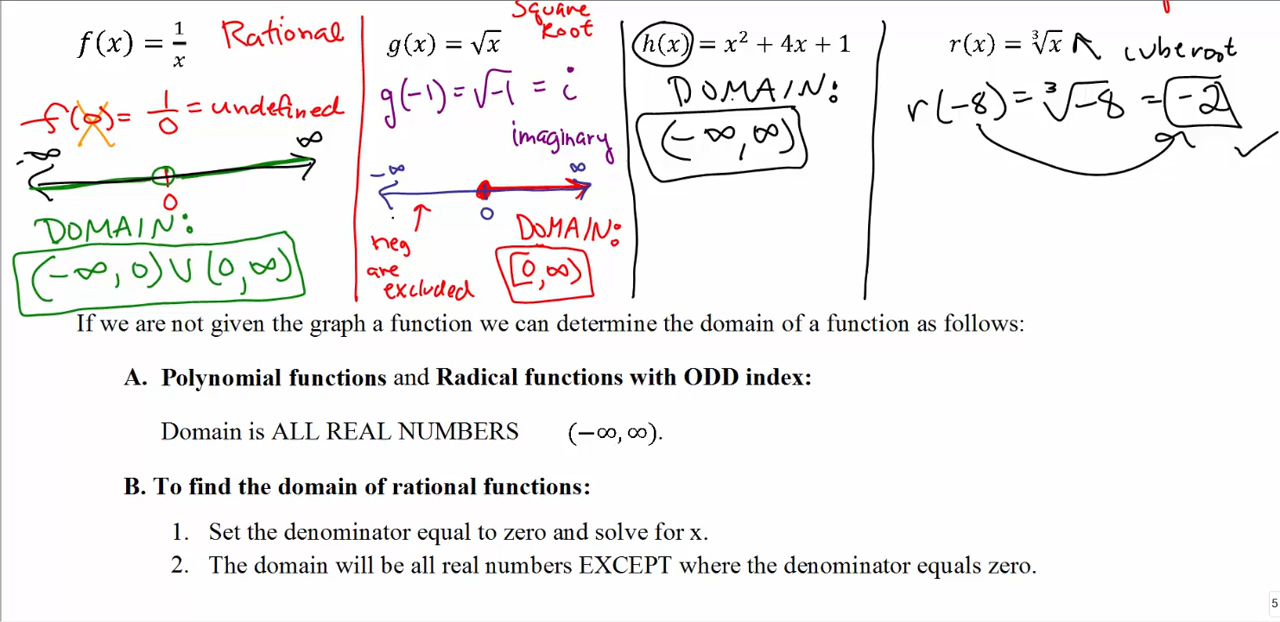 f(x) = 1/x Rational
f(0) = 1/0 = undefined
-∞ ∞
0
DOMAIN:
(-∞, 0) ∪ (0, ∞)
Square
Root
g(x) = √x
g(-1) = √-1 = i
imaginary
-∞ ∞
0
neg
are
excluded
DOMAIN:
[0, ∞)
h(x) = x² + 4x + 1
DOMAIN:
(-∞, ∞)
r(x) = ∛x cuberoot
r(-8) = ∛-8 = -2
If we are not given the graph a function we can determine the domain of a function as follows:
A. Polynomial functions and Radical functions with ODD index:
Domain is ALL REAL NUMBERS (−∞, ∞).
B. To find the domain of rational functions:
1. Set the denominator equal to zero and solve for x.
2. The domain will be all real numbers EXCEPT where the denominator equals zero.
5